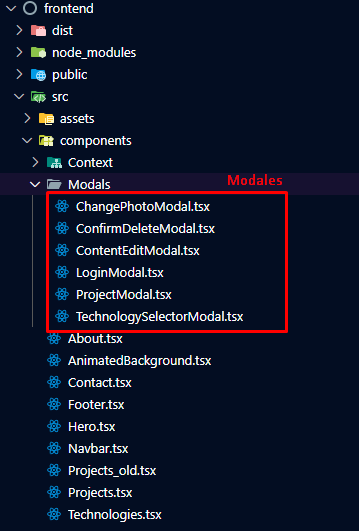 frontend
dist
node_modules
public
src
assets
components
Context
Modals
Modales
ChangePhotoModal.tsx
ConfirmDeleteModal.tsx
ContentEditModal.tsx
LoginModal.tsx
ProjectModal.tsx
TechnologySelectorModal.tsx
About.tsx
AnimatedBackground.tsx
Contact.tsx
Footer.tsx
Hero.tsx
Navbar.tsx
Projects_old.tsx
Projects.tsx
Technologies.tsx